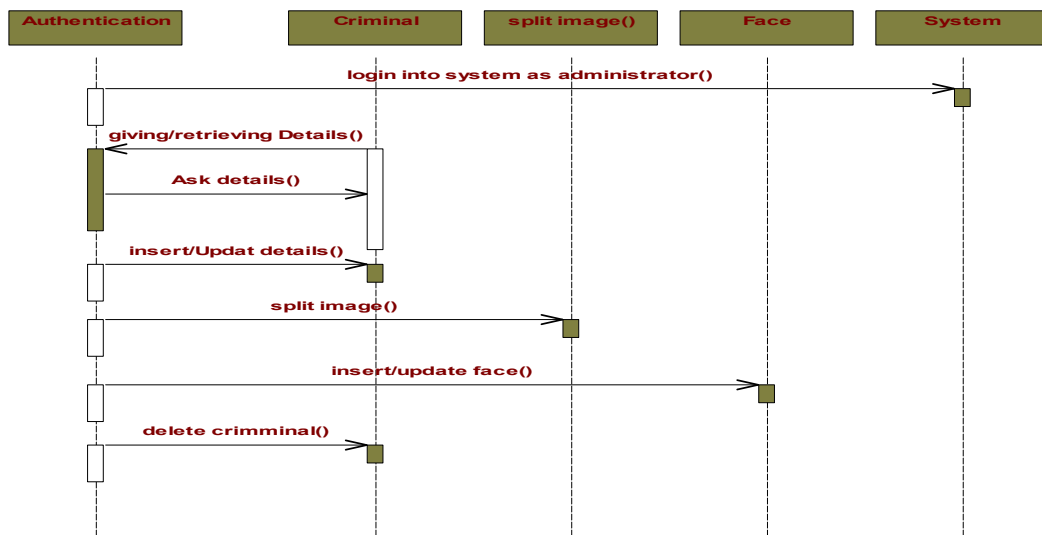 Authentication
Criminal
split image()
Face
System
login into system as administrator()
giving/retrieving Details()
Ask details()
insert/Updat details()
split image()
insert/update face()
delete crimminal()